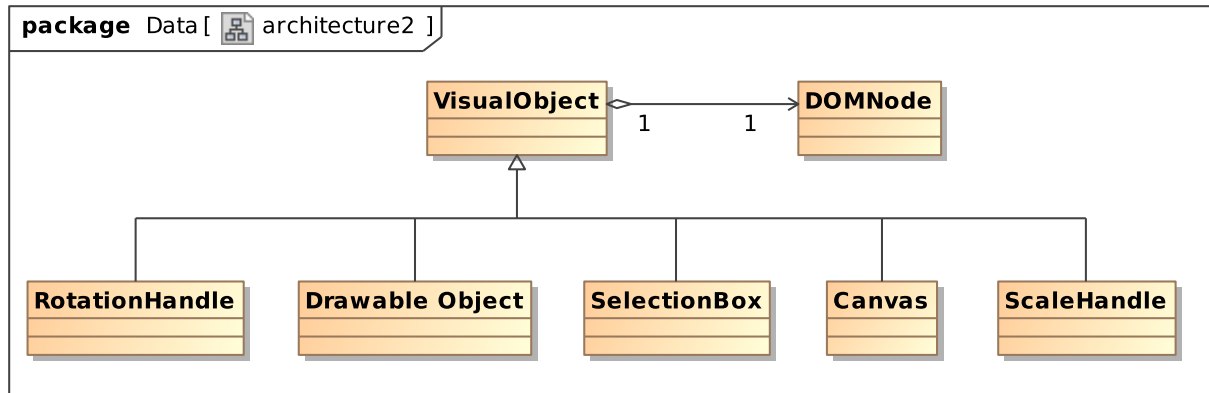 package Data [ architecture2 ]
VisualObject DOMNode
1 1
RotationHandle Drawable Object SelectionBox Canvas ScaleHandle